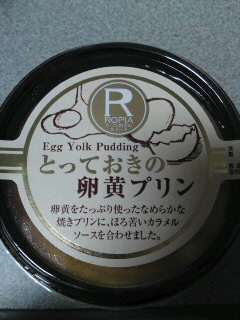 R
ROPIA
Egg Yolk Pudding
とっておきの
卵黄プリン
卵黄をたっぷり使ったなめらかな
焼きプリンに、ほろ苦いカラメル
ソースを合わせました。